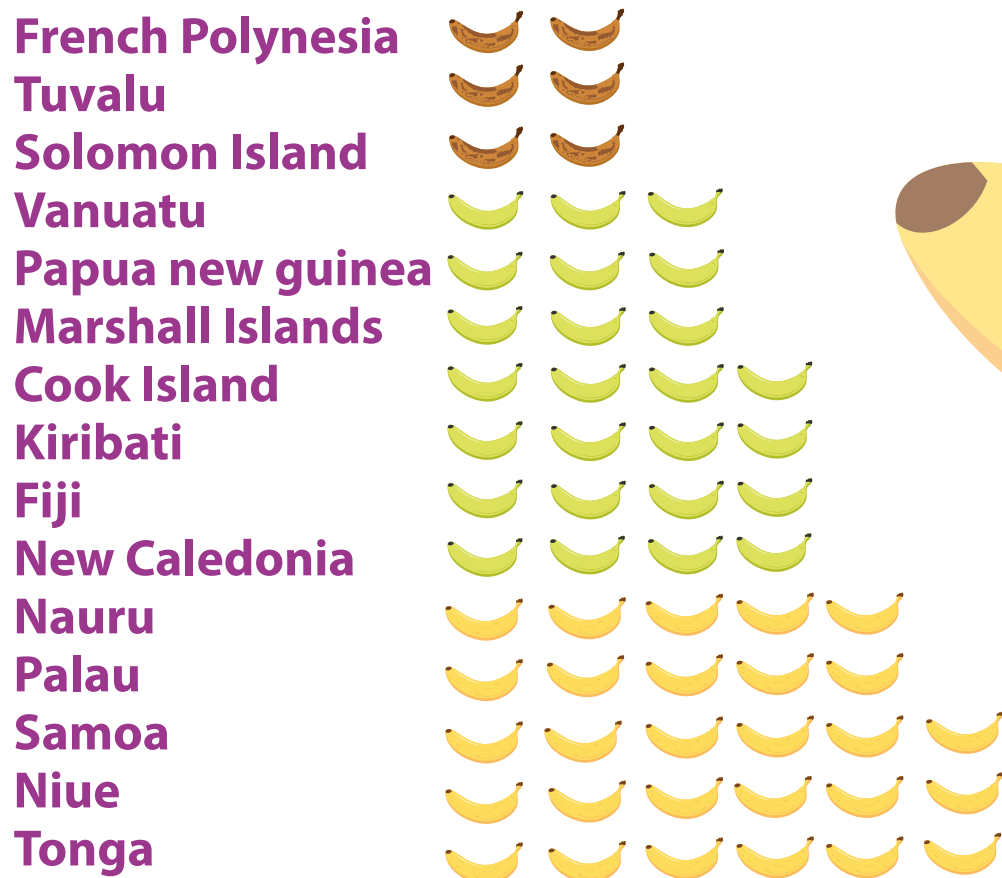 French Polynesia
Tuvalu
Solomon Island
Vanuatu
Papua new guinea
Marshall Islands
Cook Island
Kiribati
Fiji
New Caledonia
Nauru
Palau
Samoa
Niue
Tonga